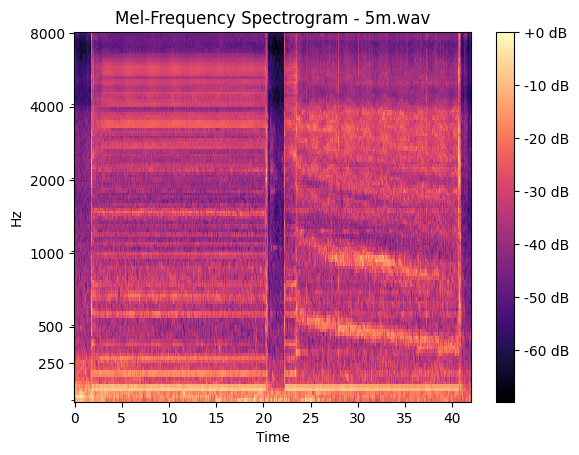 Mel-Frequency Spectrogram - 5m.wav
Hz
8000
4000
2000
1000
500
250
0 5 10 15 20 25 30 35 40
Time
+0 dB
-10 dB
-20 dB
-30 dB
-40 dB
-50 dB
-60 dB